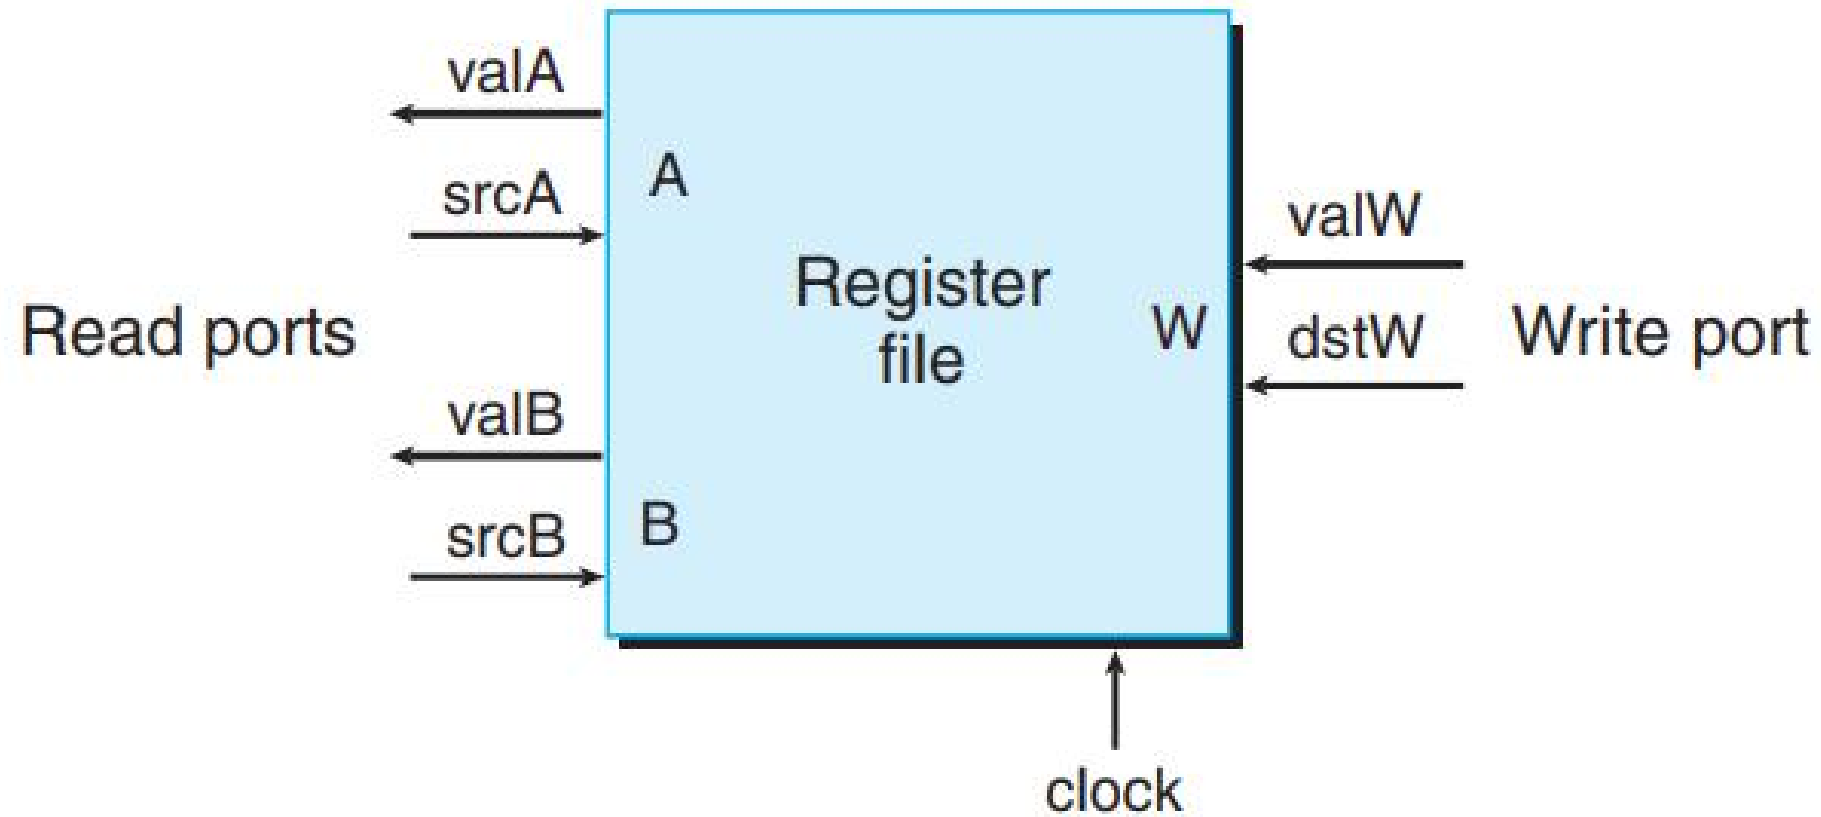 valA
srcA
A
Read ports
valB
srcB
B
Register
file
W
valW
dstW
Write port
clock